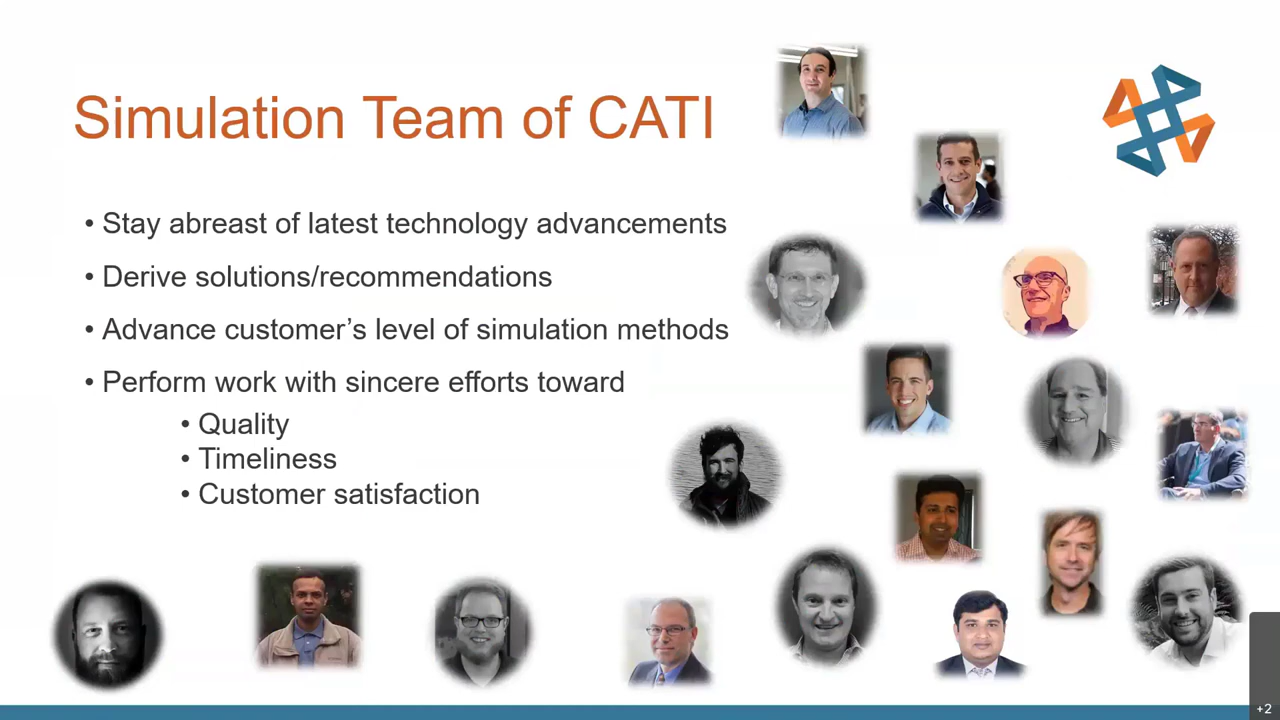 Simulation Team of CATI
• Stay abreast of latest technology advancements
• Derive solutions/recommendations
• Advance customer’s level of simulation methods
• Perform work with sincere efforts toward
• Quality
• Timeliness
• Customer satisfaction
+2